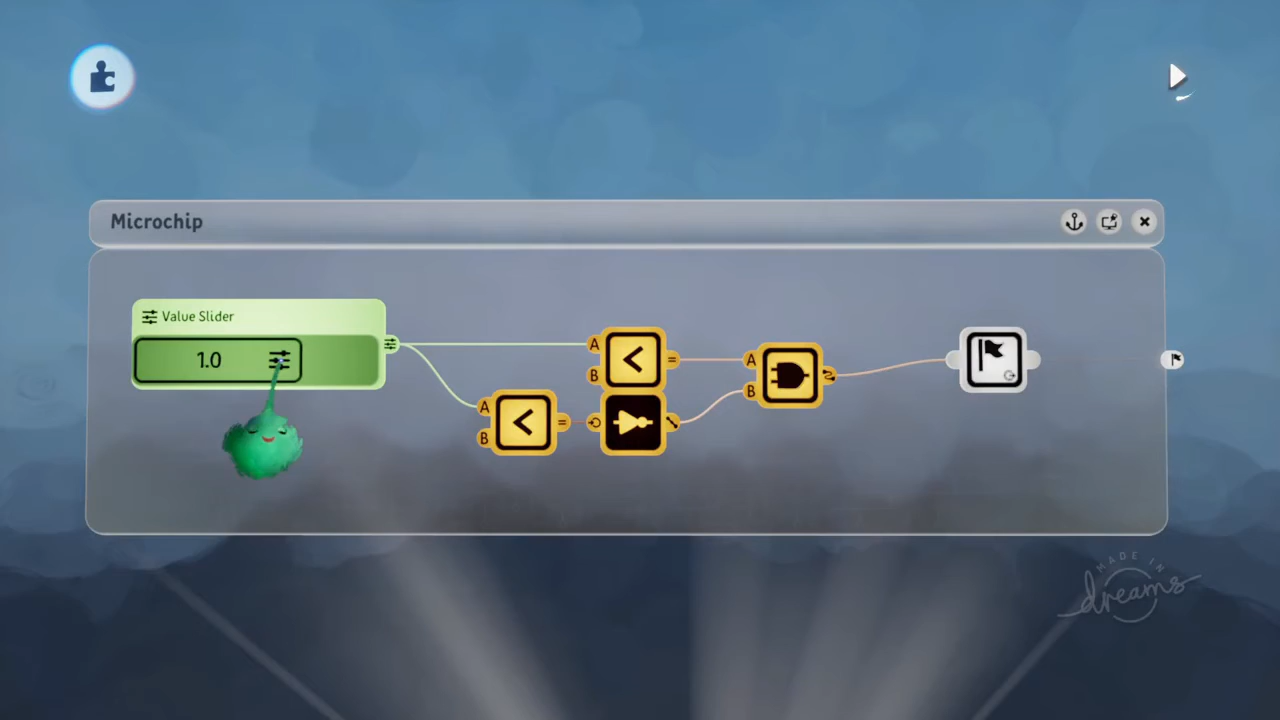 Microchip
Value Slider
1.0
A
B
=
A
B
=
A
B
MADE IN
dreams